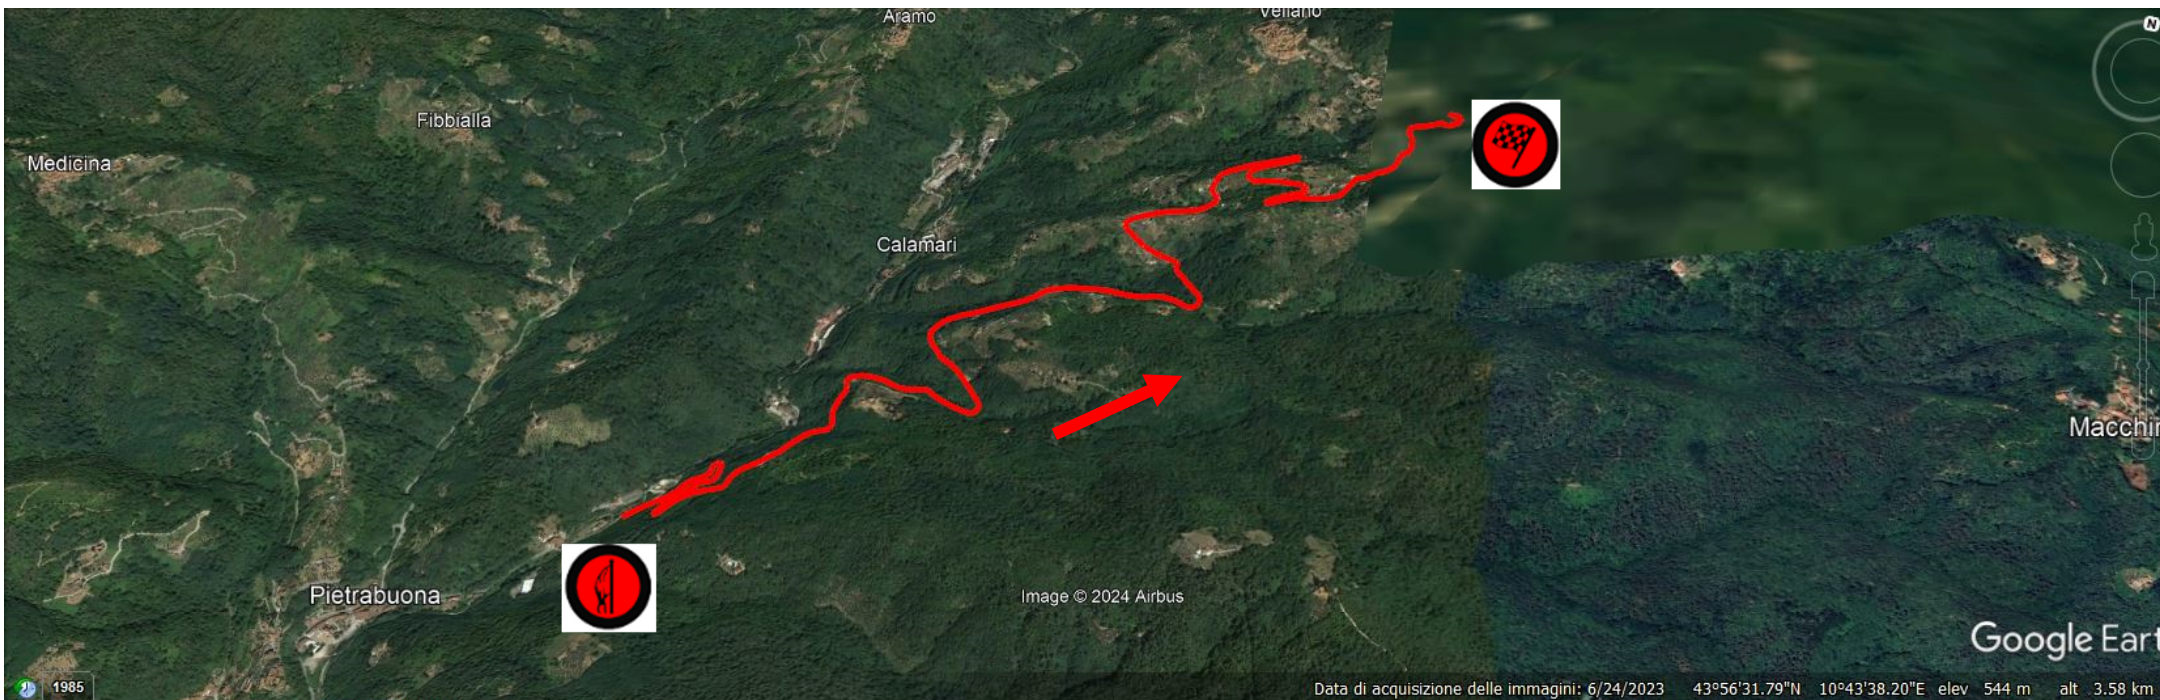 Aramo
Vellano
N
Fibbialla
Medicina
Calamari
Macchin
Pietrabuona
Image © 2024 Airbus
Google Eart
1985
Data di acquisizione delle immagini: 6/24/2023 43°56'31.79"N 10°43'38.20"E elev 544 m alt 3.58 km